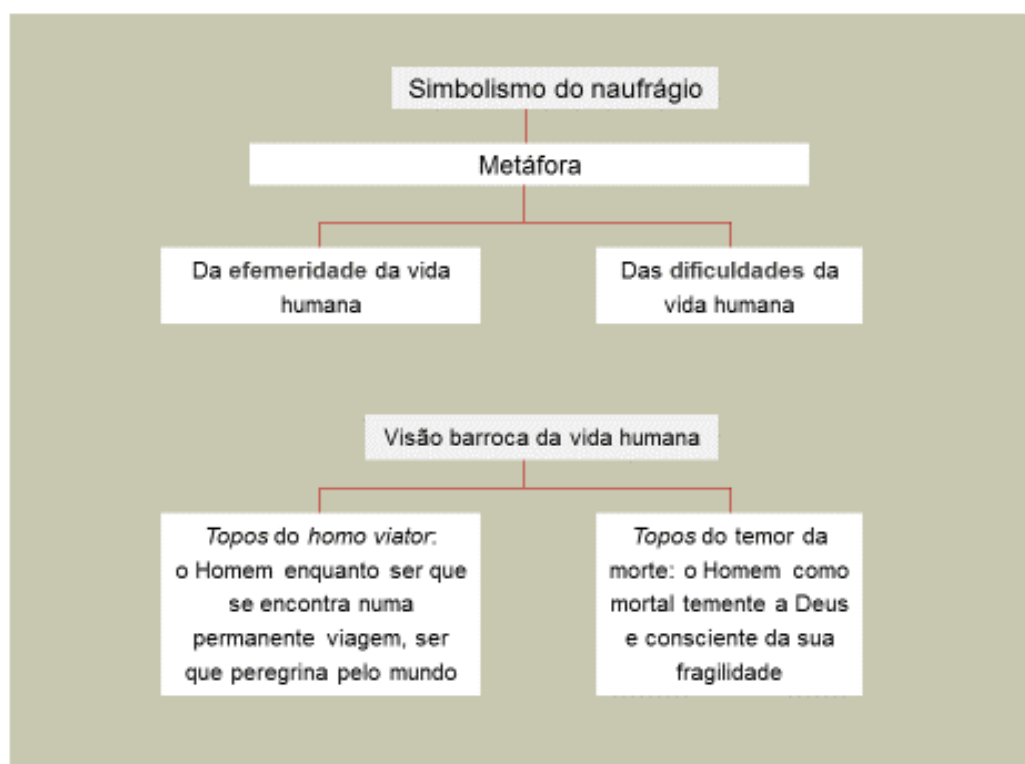 Simbolismo do naufrágio
Metáfora
Da efemeridade da vida
humana
Das dificuldades da
vida humana
Visão barroca da vida humana
Topos do homo viator:
o Homem enquanto ser que
se encontra numa
permanente viagem, ser
que peregrina pelo mundo
Topos do temor da
morte: o Homem como
mortal temente a Deus
e consciente da sua
fragilidade